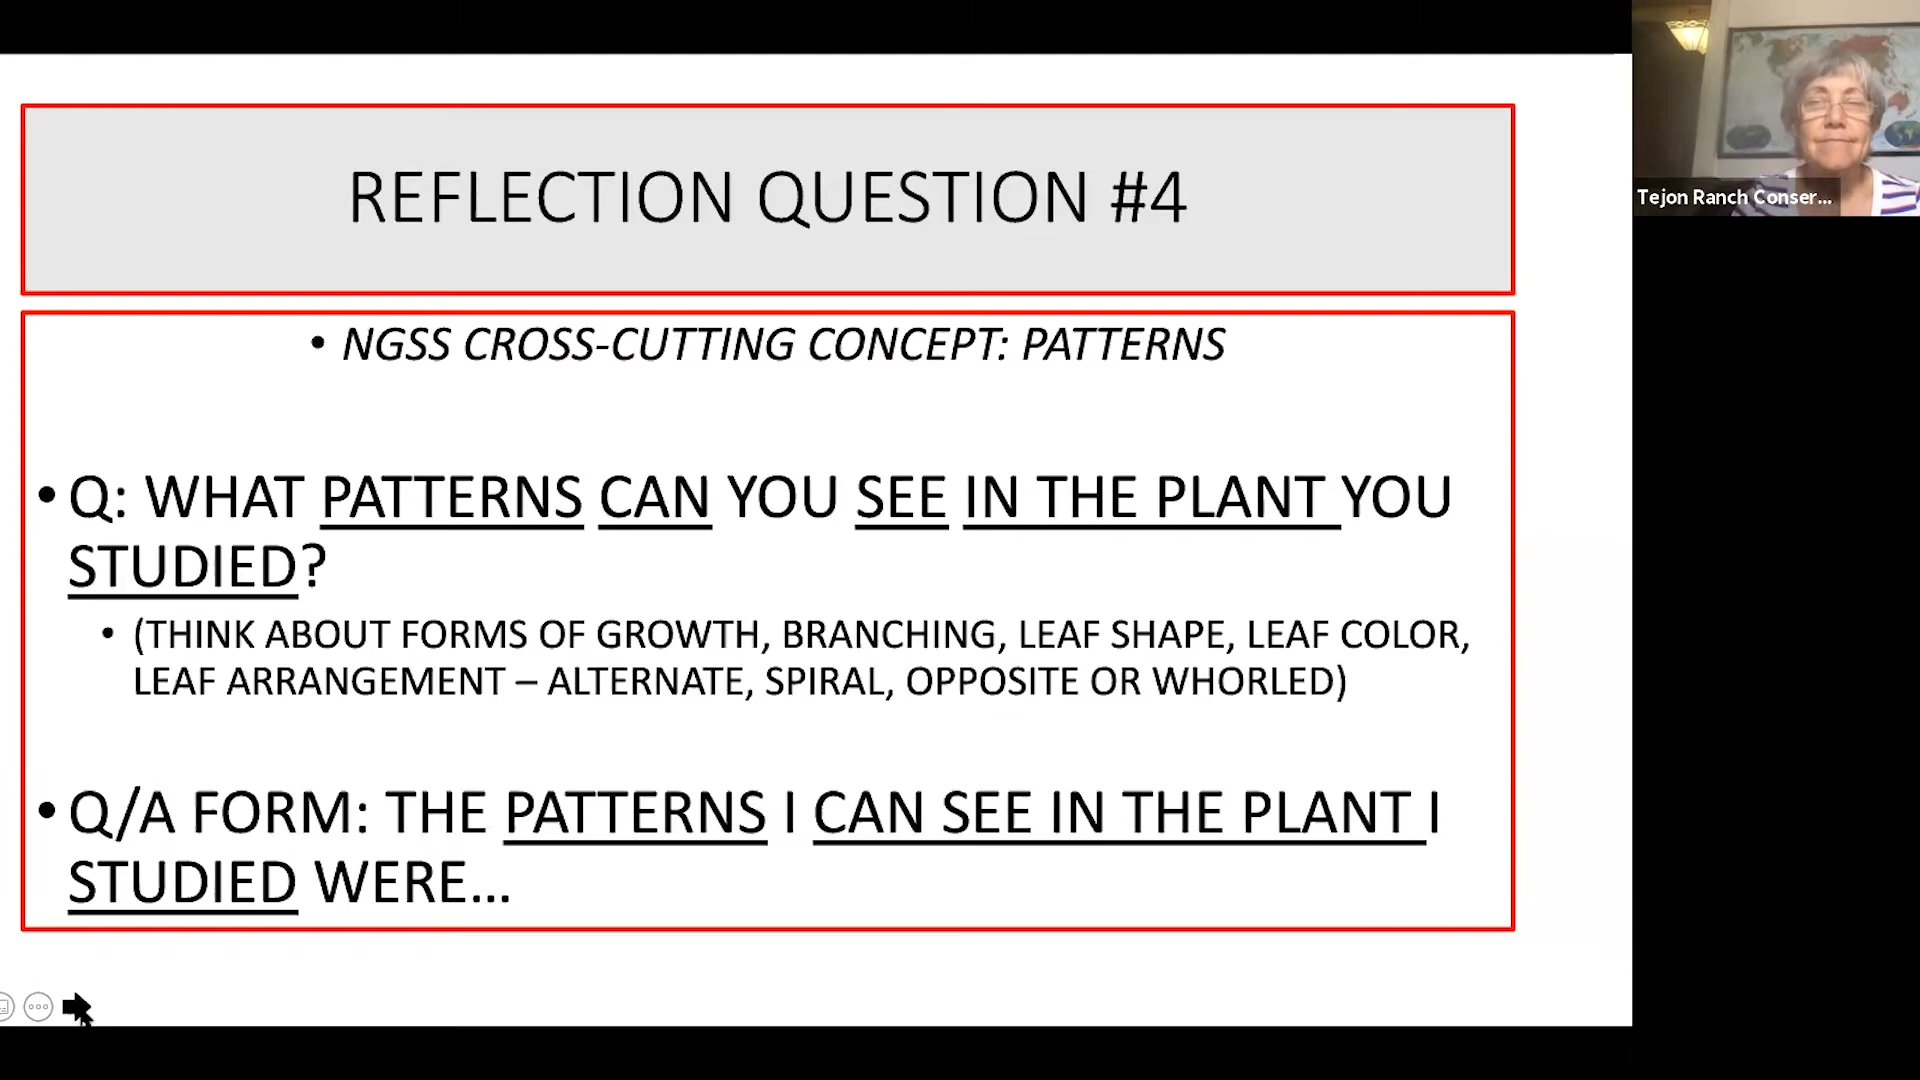 REFLECTION QUESTION #4
• NGSS CROSS-CUTTING CONCEPT: PATTERNS
• Q: WHAT PATTERNS CAN YOU SEE IN THE PLANT YOU
STUDIED?
• (THINK ABOUT FORMS OF GROWTH, BRANCHING, LEAF SHAPE, LEAF COLOR,
LEAF ARRANGEMENT – ALTERNATE, SPIRAL, OPPOSITE OR WHORLED)
• Q/A FORM: THE PATTERNS I CAN SEE IN THE PLANT I
STUDIED WERE...
Tejon Ranch Conser...